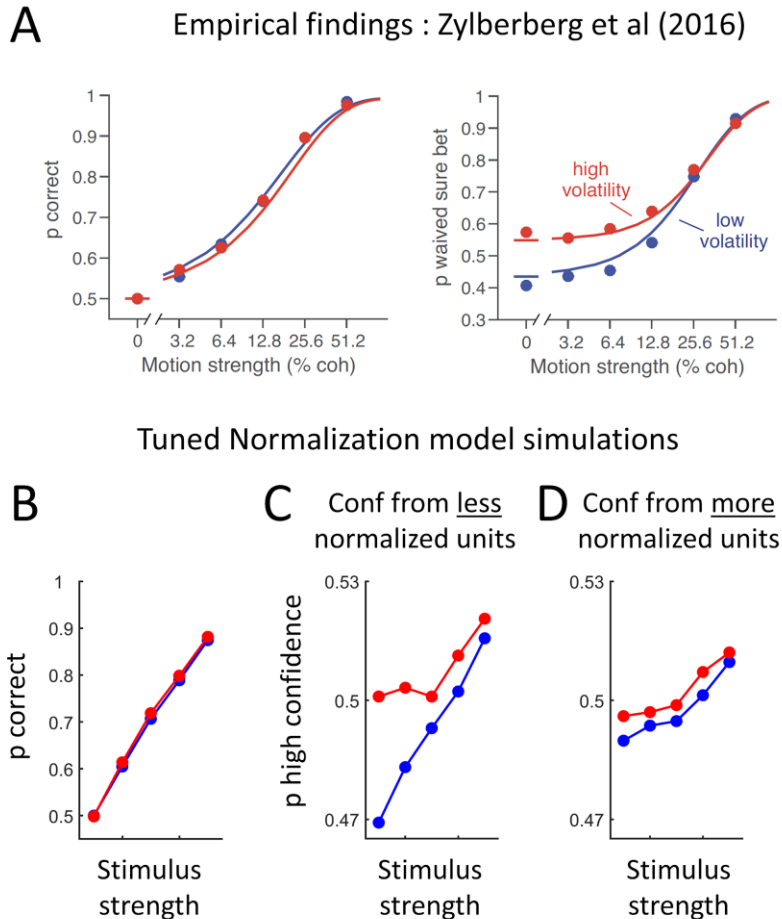 A
Empirical findings : Zylberberg et al (2016)
p correct
1
0.9
0.8
0.7
0.6
0.5
0
3.2
6.4
12.8
25.6
51.2
Motion strength (% coh)
p waived sure bet
1
0.9
0.8
0.7
0.6
0.5
0.4
0.3
high
volatility
low
volatility
0
3.2
6.4
12.8
25.6
51.2
Motion strength (% coh)
Tuned Normalization model simulations
B
p correct
1
0.9
0.8
0.7
0.6
0.5
Stimulus
strength
C
Conf from less
normalized units
p high confidence
0.53
0.5
0.47
Stimulus
strength
D
Conf from more
normalized units
0.53
0.5
0.47
Stimulus
strength